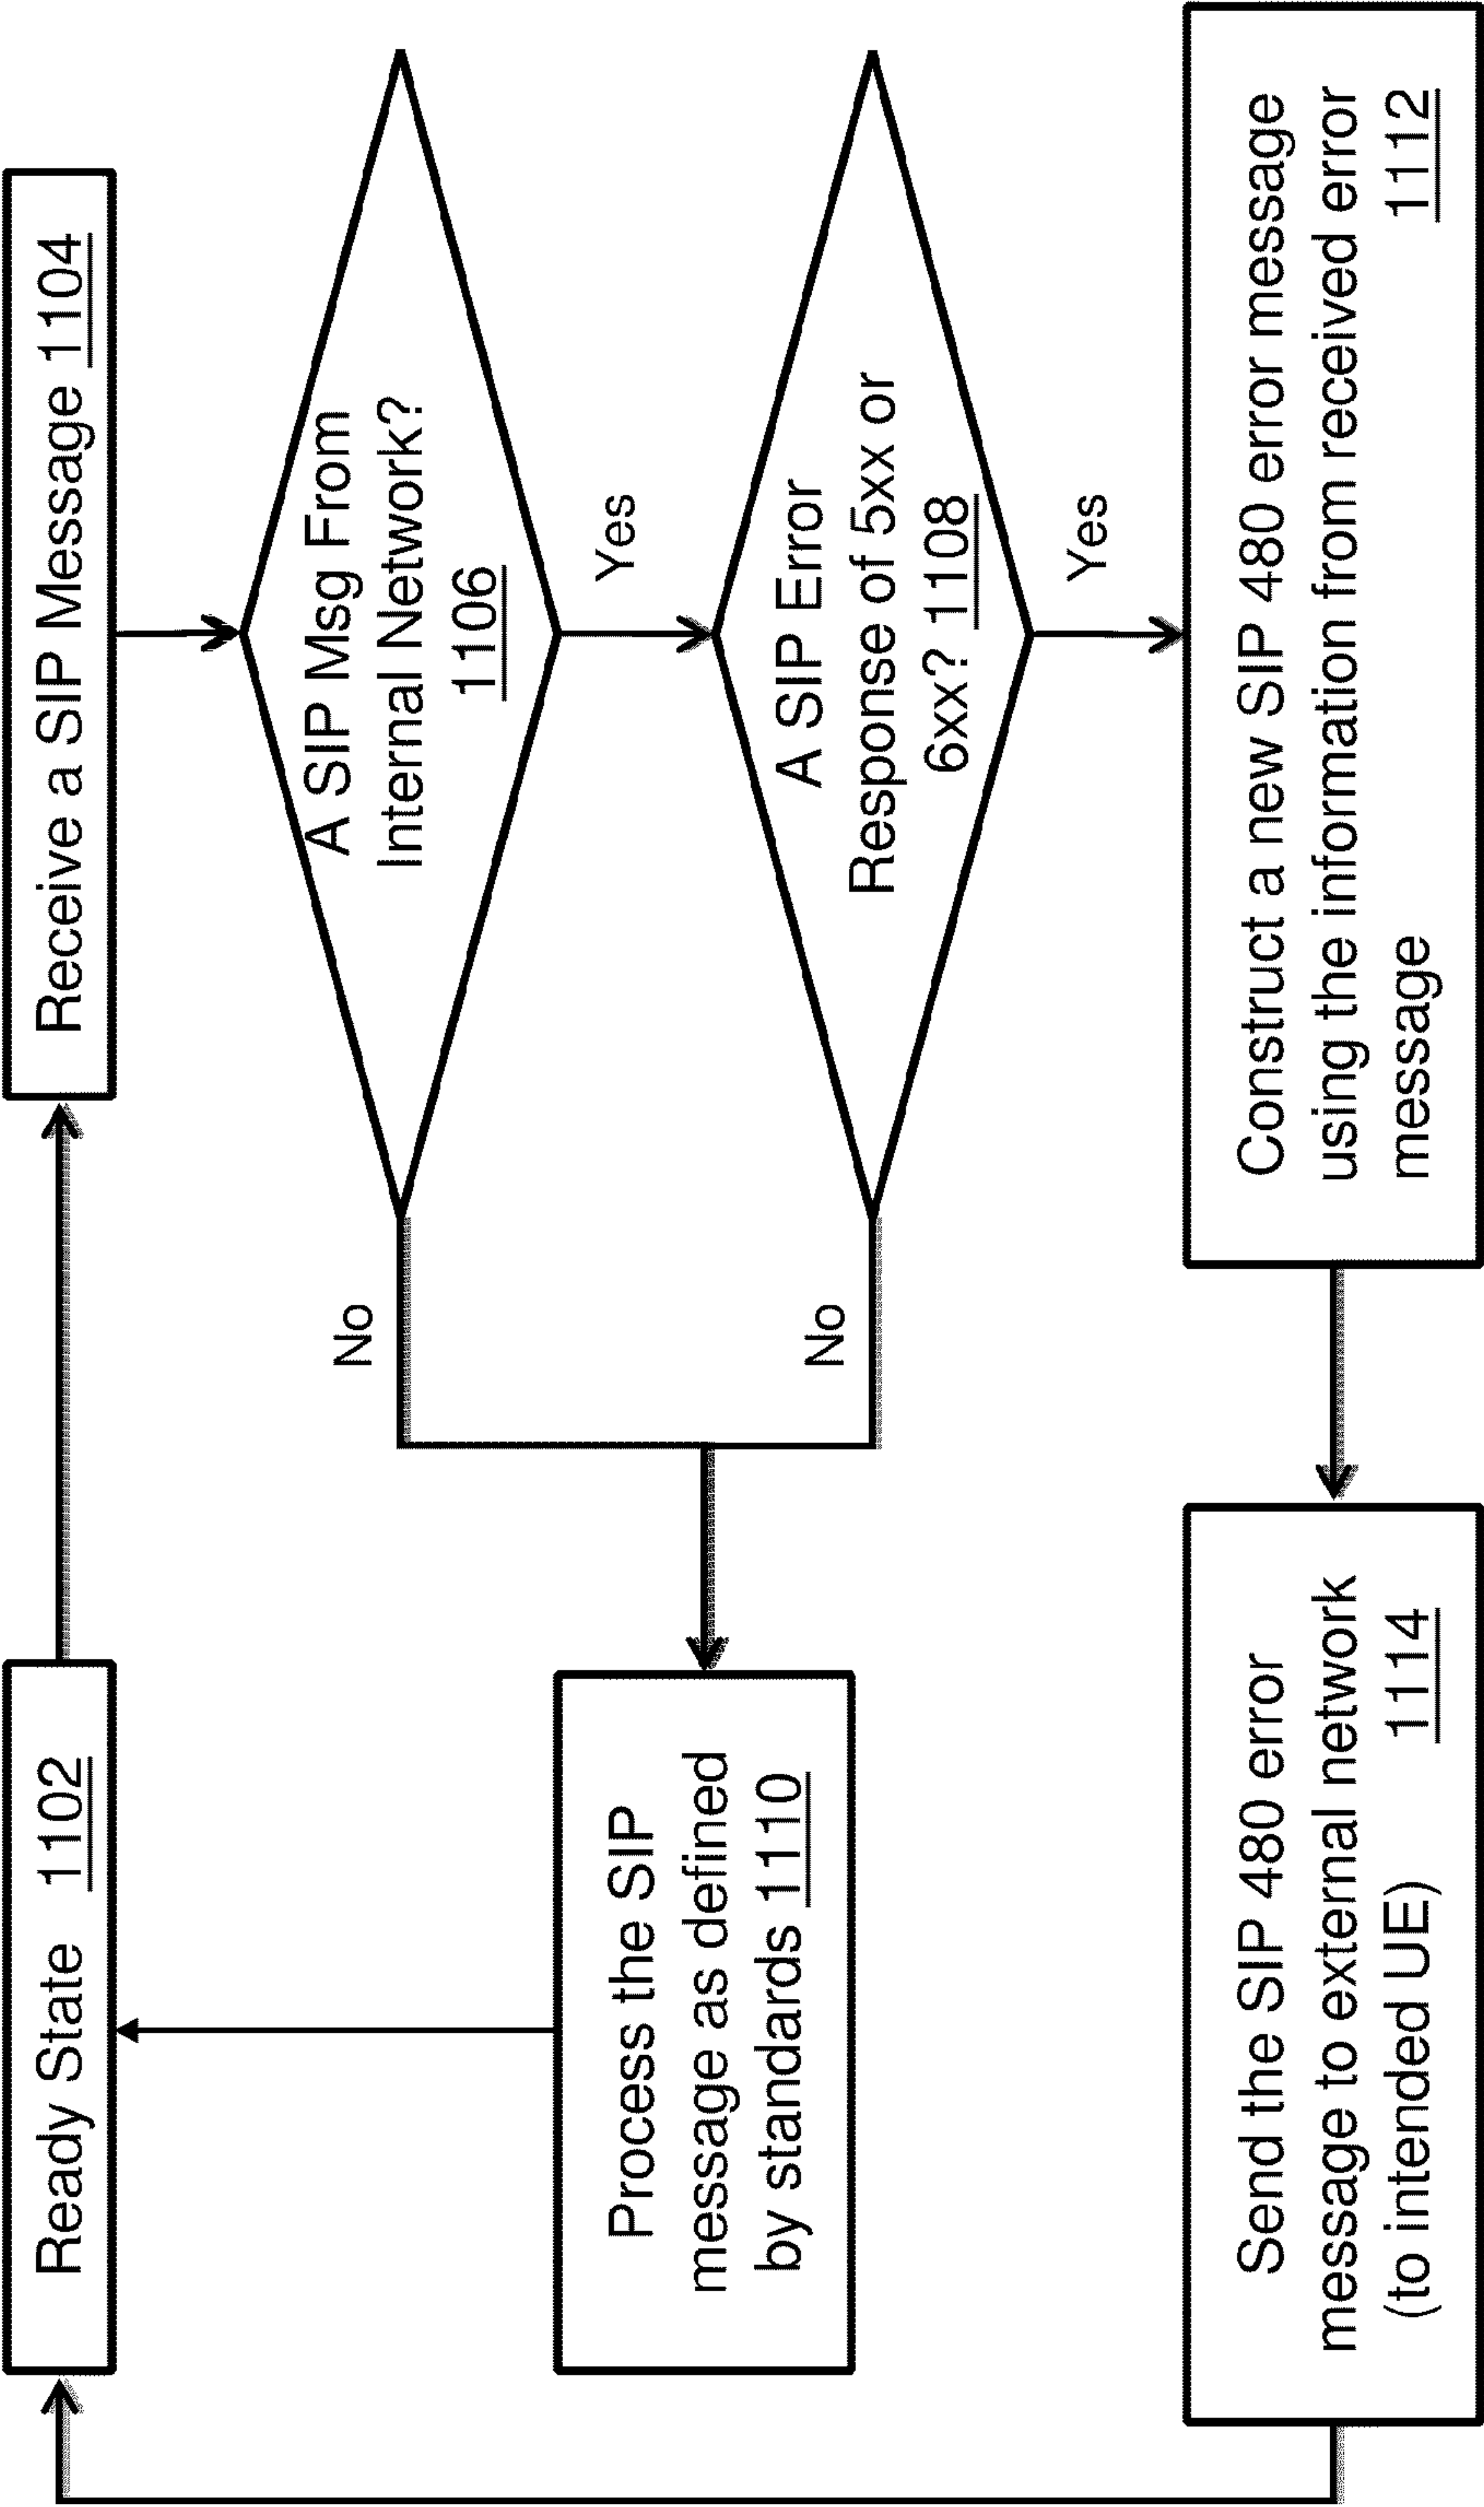 Ready State 1102
Receive a SIP Message 1104
A SIP Msg From
Internal Network?
1106
No
Yes
A SIP Error
Response of 5xx or
6xx? 1108
No
Yes
Process the SIP
message as defined
by standards 1110
Construct a new SIP 480 error message
using the information from received error
message 1112
Send the SIP 480 error
message to external network
(to intended UE) 1114